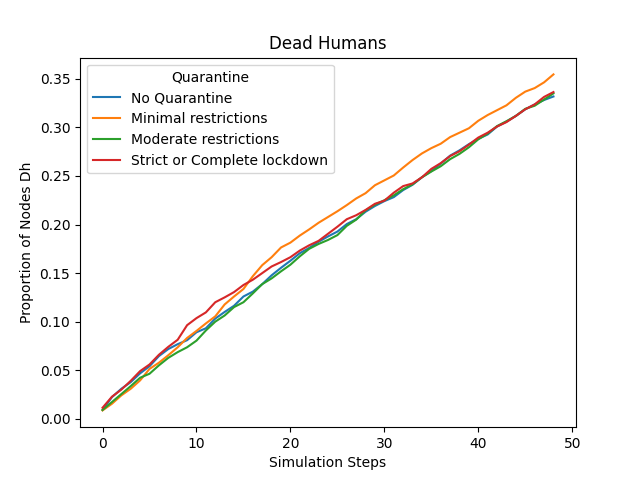 Dead Humans
Quarantine
No Quarantine
Minimal restrictions
Moderate restrictions
Strict or Complete lockdown
Proportion of Nodes Dh
0.35
0.30
0.25
0.20
0.15
0.10
0.05
0.00
0 10 20 30 40 50
Simulation Steps